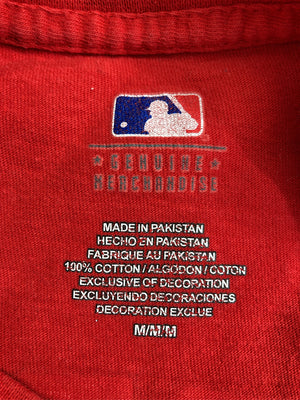 ★ GENUINE ★
MERCHANDISE
MADE IN PAKISTAN
HECHO EN PAKISTAN
FABRIQUE AU PAKISTAN
100% COTTON / ALGODON / COTON
EXCLUSIVE OF DECORATION
EXCLUYENDO DECORACIONES
DECORATION EXCLUE
M/M/M